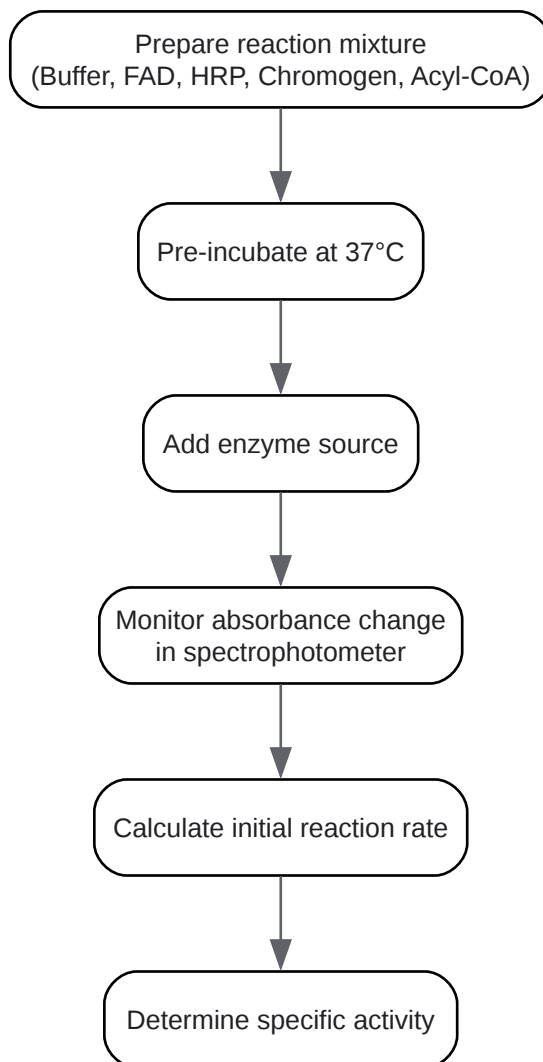 Prepare reaction mixture
(Buffer, FAD, HRP, Chromogen, Acyl-CoA)
Pre-incubate at 37°C
Add enzyme source
Monitor absorbance change
in spectrophotometer
Calculate initial reaction rate
Determine specific activity